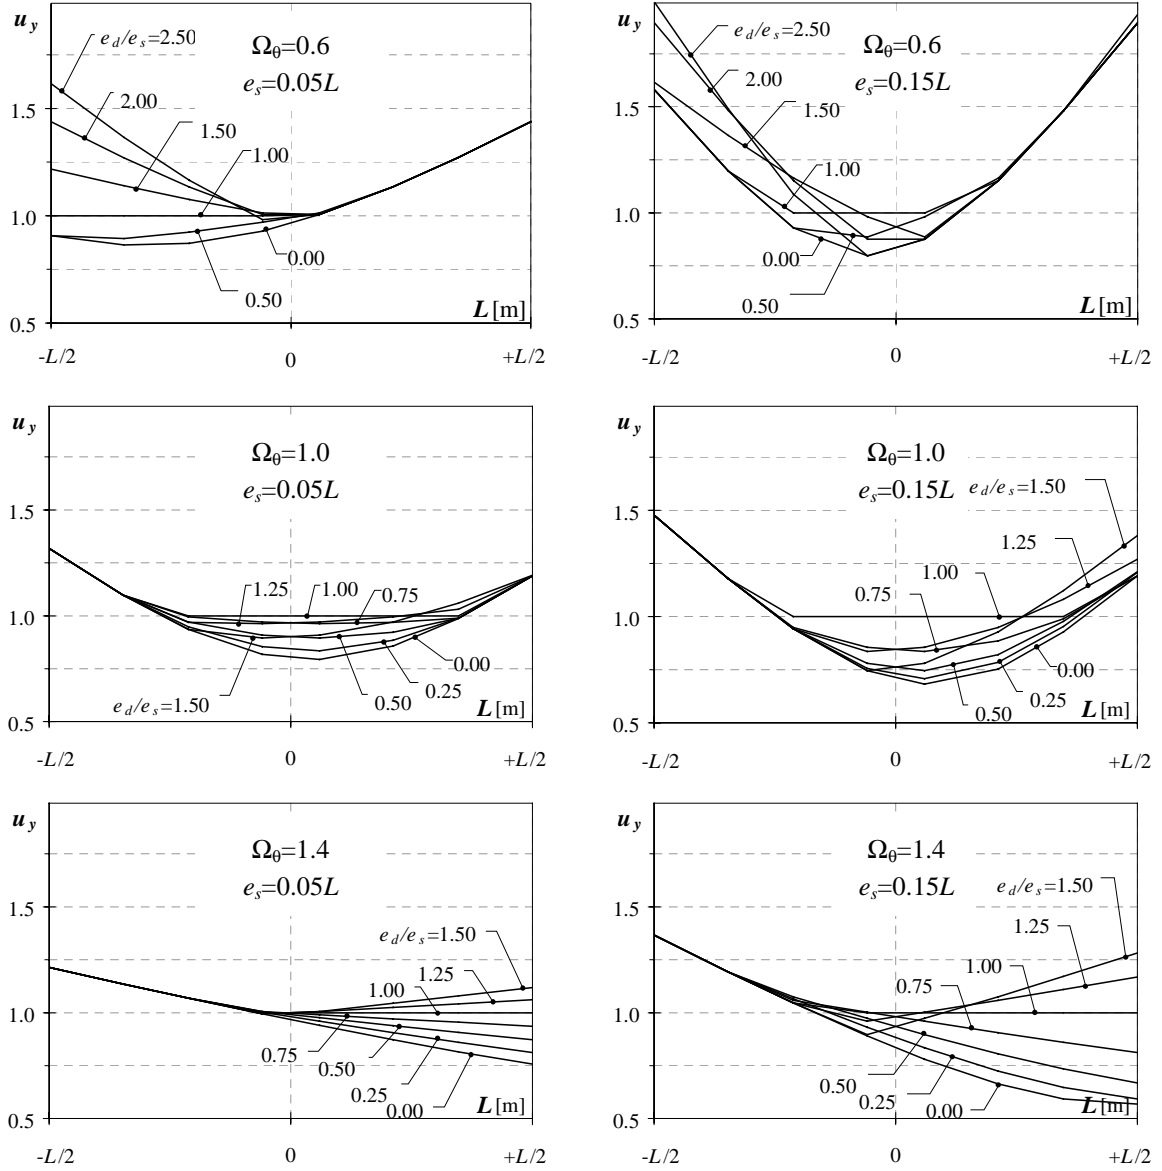 u_y
e_d/e_s=2.50
Ω_θ=0.6
e_s=0.05L
2.00
1.50
1.00
0.00
0.50
L [m]
1.5
1.0
0.5
-L/2
0
+L/2
u_y
e_d/e_s=2.50
Ω_θ=0.6
e_s=0.15L
2.00
1.50
1.00
0.00
0.50
L [m]
1.5
1.0
0.5
-L/2
0
+L/2
u_y
Ω_θ=1.0
e_s=0.05L
1.25
1.00
0.75
0.00
0.25
0.50
e_d/e_s=1.50
L [m]
1.5
1.0
0.5
-L/2
0
+L/2
u_y
Ω_θ=1.0
e_s=0.15L
e_d/e_s=1.50
1.25
1.00
0.75
0.00
0.25
0.50
L [m]
1.5
1.0
0.5
-L/2
0
+L/2
u_y
Ω_θ=1.4
e_s=0.05L
e_d/e_s=1.50
1.25
1.00
0.75
0.50
0.25
0.00
L [m]
1.5
1.0
0.5
-L/2
0
+L/2
u_y
Ω_θ=1.4
e_s=0.15L
e_d/e_s=1.50
1.25
1.00
0.75
0.50
0.25
0.00
L [m]
1.5
1.0
0.5
-L/2
0
+L/2